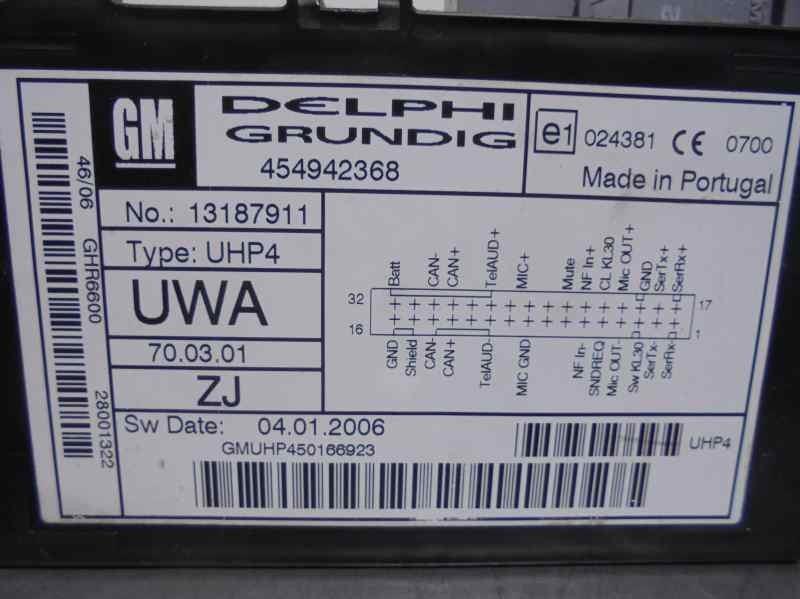 GM
DELPHI
GRUNDIG
454942368
e1 024381 CE 0700
Made in Portugal
46/06 GHR6600 28001322
No.: 13187911
Type: UHP4
UWA
70.03.01
ZJ
Batt CAN- CAN+ TelAUD+ MIC+ Mute NF In+ CL KL30 Mic OUT+ GND SerTx+ SerRx+
32 17
16 1
GND Shield CAN- CAN+ TelAUD- MIC GND NF In- SNDREQ Mic OUT- Sw KL30 SerTx- SerRx-
Sw Date: 04.01.2006
GMUHP450166923
UHP4